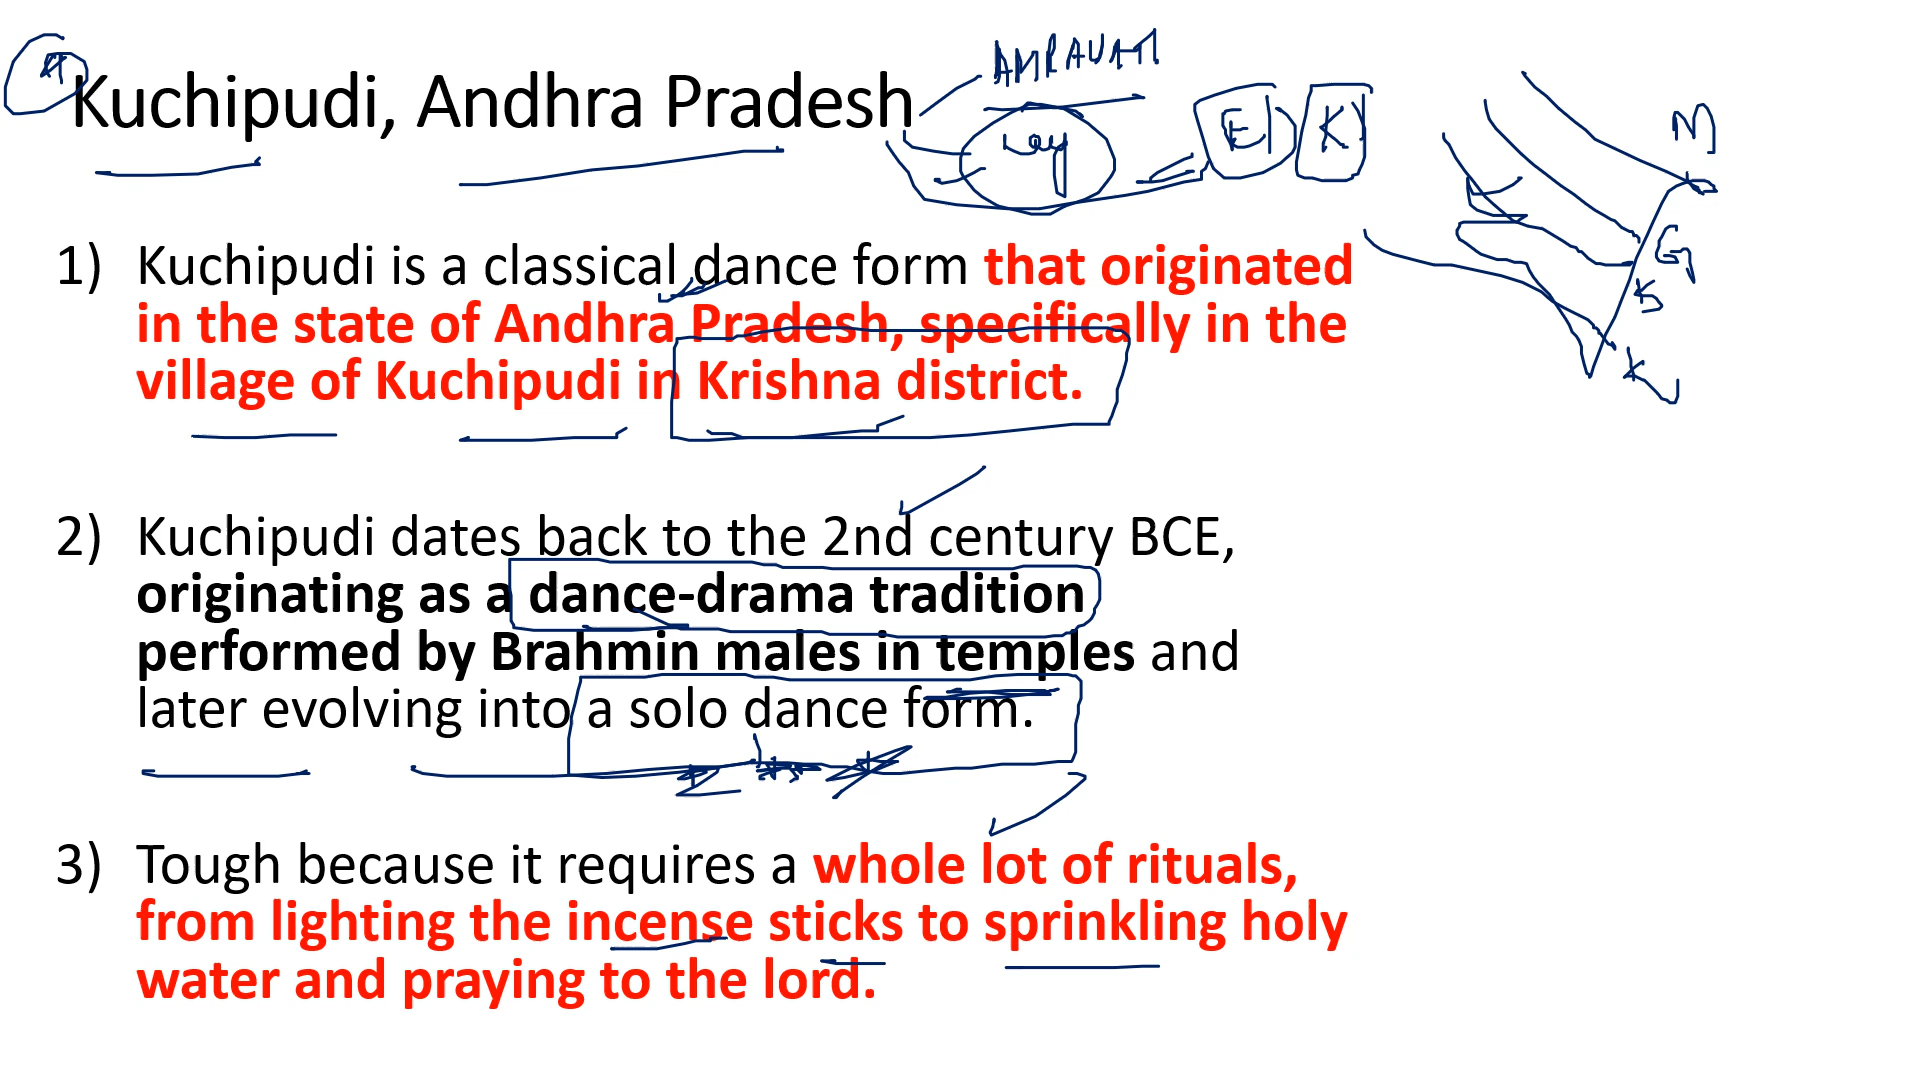 Kuchipudi, Andhra Pradesh
AMRAVATI
E K
M
G
K
K
1) Kuchipudi is a classical dance form that originated
in the state of Andhra Pradesh, specifically in the
village of Kuchipudi in Krishna district.
2) Kuchipudi dates back to the 2nd century BCE,
originating as a dance-drama tradition
performed by Brahmin males in temples and
later evolving into a solo dance form.
3) Tough because it requires a whole lot of rituals,
from lighting the incense sticks to sprinkling holy
water and praying to the lord.